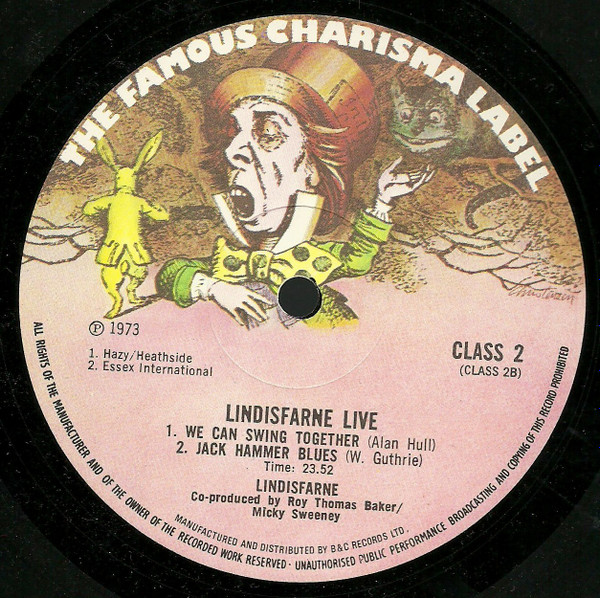 THE FAMOUS CHARISMA LABEL
Ⓟ 1973
1. Hazy/Heathside
2. Essex International
CLASS 2
(CLASS 2B)
LINDISFARNE LIVE
1. WE CAN SWING TOGETHER (Alan Hull)
2. JACK HAMMER BLUES (W. Guthrie)
Time: 23.52
LINDISFARNE
Co-produced by Roy Thomas Baker/
Micky Sweeney
MANUFACTURED AND DISTRIBUTED BY B&C RECORDS LTD.
ALL RIGHTS OF THE MANUFACTURER AND OF THE OWNER OF THE RECORDED WORK RESERVED · UNAUTHORISED PUBLIC PERFORMANCE BROADCASTING AND COPYING OF THIS RECORD PROHIBITED